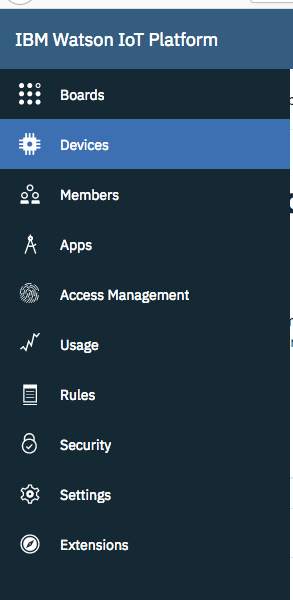 IBM Watson IoT Platform
Boards
Devices
Members
Apps
Access Management
Usage
Rules
Security
Settings
Extensions